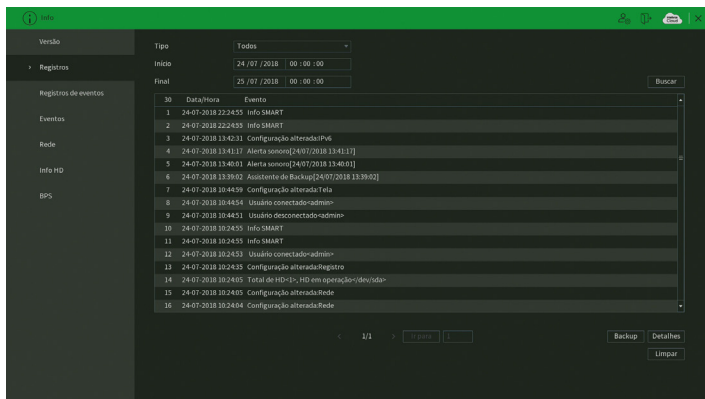 Info
Versão
Registros
Registros de eventos
Eventos
Rede
Info HD
BPS
Tipo Todos
Início 24 /07 /2018 00 : 00 : 00
Final 25 /07 /2018 00 : 00 : 00
Buscar
30 Data/Hora Evento
1 24-07-2018 22:24:55 Info SMART
2 24-07-2018 22:24:55 Info SMART
3 24-07-2018 13:42:31 Configuração alterada:IPv6
4 24-07-2018 13:41:17 Alerta sonoro[24/07/2018 13:41:17]
5 24-07-2018 13:40:01 Alerta sonoro[24/07/2018 13:40:01]
6 24-07-2018 13:39:02 Assistente de Backup[24/07/2018 13:39:02]
7 24-07-2018 10:44:59 Configuração alterada:Tela
8 24-07-2018 10:44:54 Usuário conectado<admin>
9 24-07-2018 10:44:51 Usuário desconectado<admin>
10 24-07-2018 10:24:55 Info SMART
11 24-07-2018 10:24:55 Info SMART
12 24-07-2018 10:24:53 Usuário conectado<admin>
13 24-07-2018 10:24:35 Configuração alterada:Registro
14 24-07-2018 10:24:05 Total de HD<1>, HD em operação</dev/sda>
15 24-07-2018 10:24:05 Configuração alterada:Rede
16 24-07-2018 10:24:04 Configuração alterada:Rede
1/1 Ir para 1
Backup Detalhes
Limpar